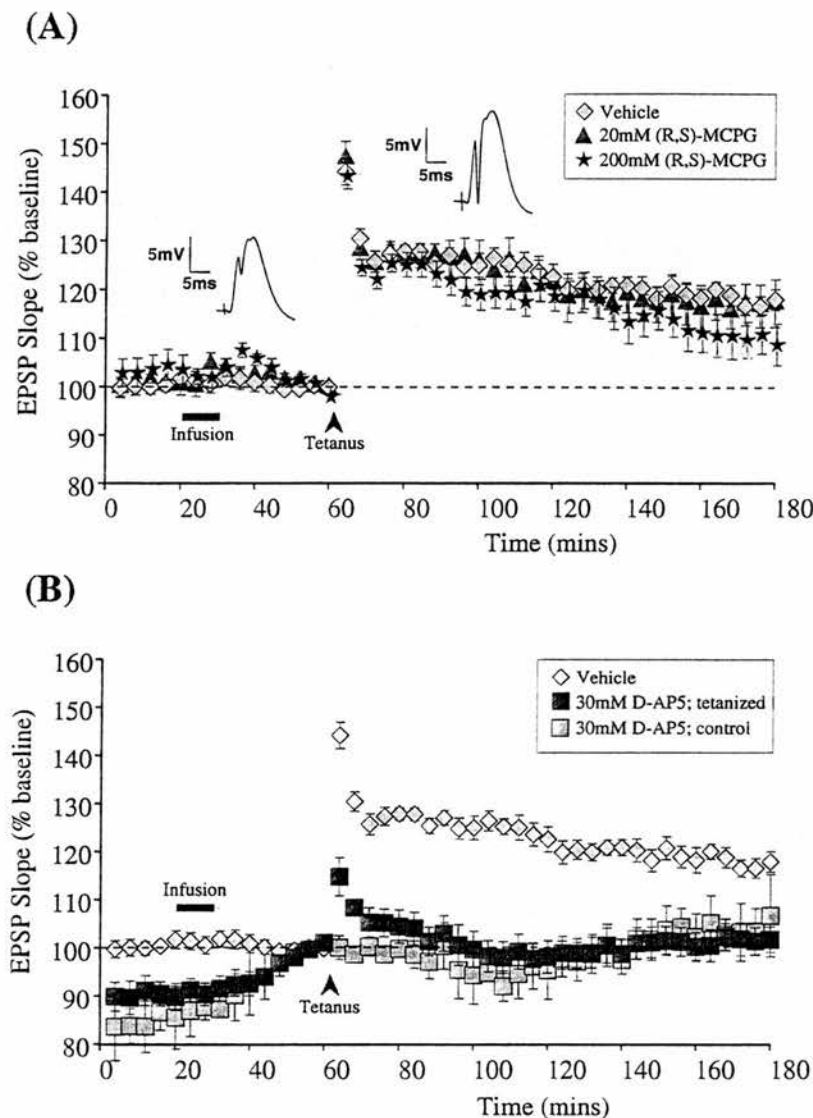 (A)
EPSP Slope (% baseline)
160
150
140
130
120
110
100
90
80
Vehicle
20mM (R,S)-MCPG
200mM (R,S)-MCPG
5mV
5ms
5mV
5ms
Infusion
Tetanus
0 20 40 60 80 100 120 140 160 180
Time (mins)
(B)
EPSP Slope (% baseline)
160
150
140
130
120
110
100
90
80
Vehicle
30mM D-AP5; tetanized
30mM D-AP5; control
Infusion
Tetanus
0 20 40 60 80 100 120 140 160 180
Time (mins)